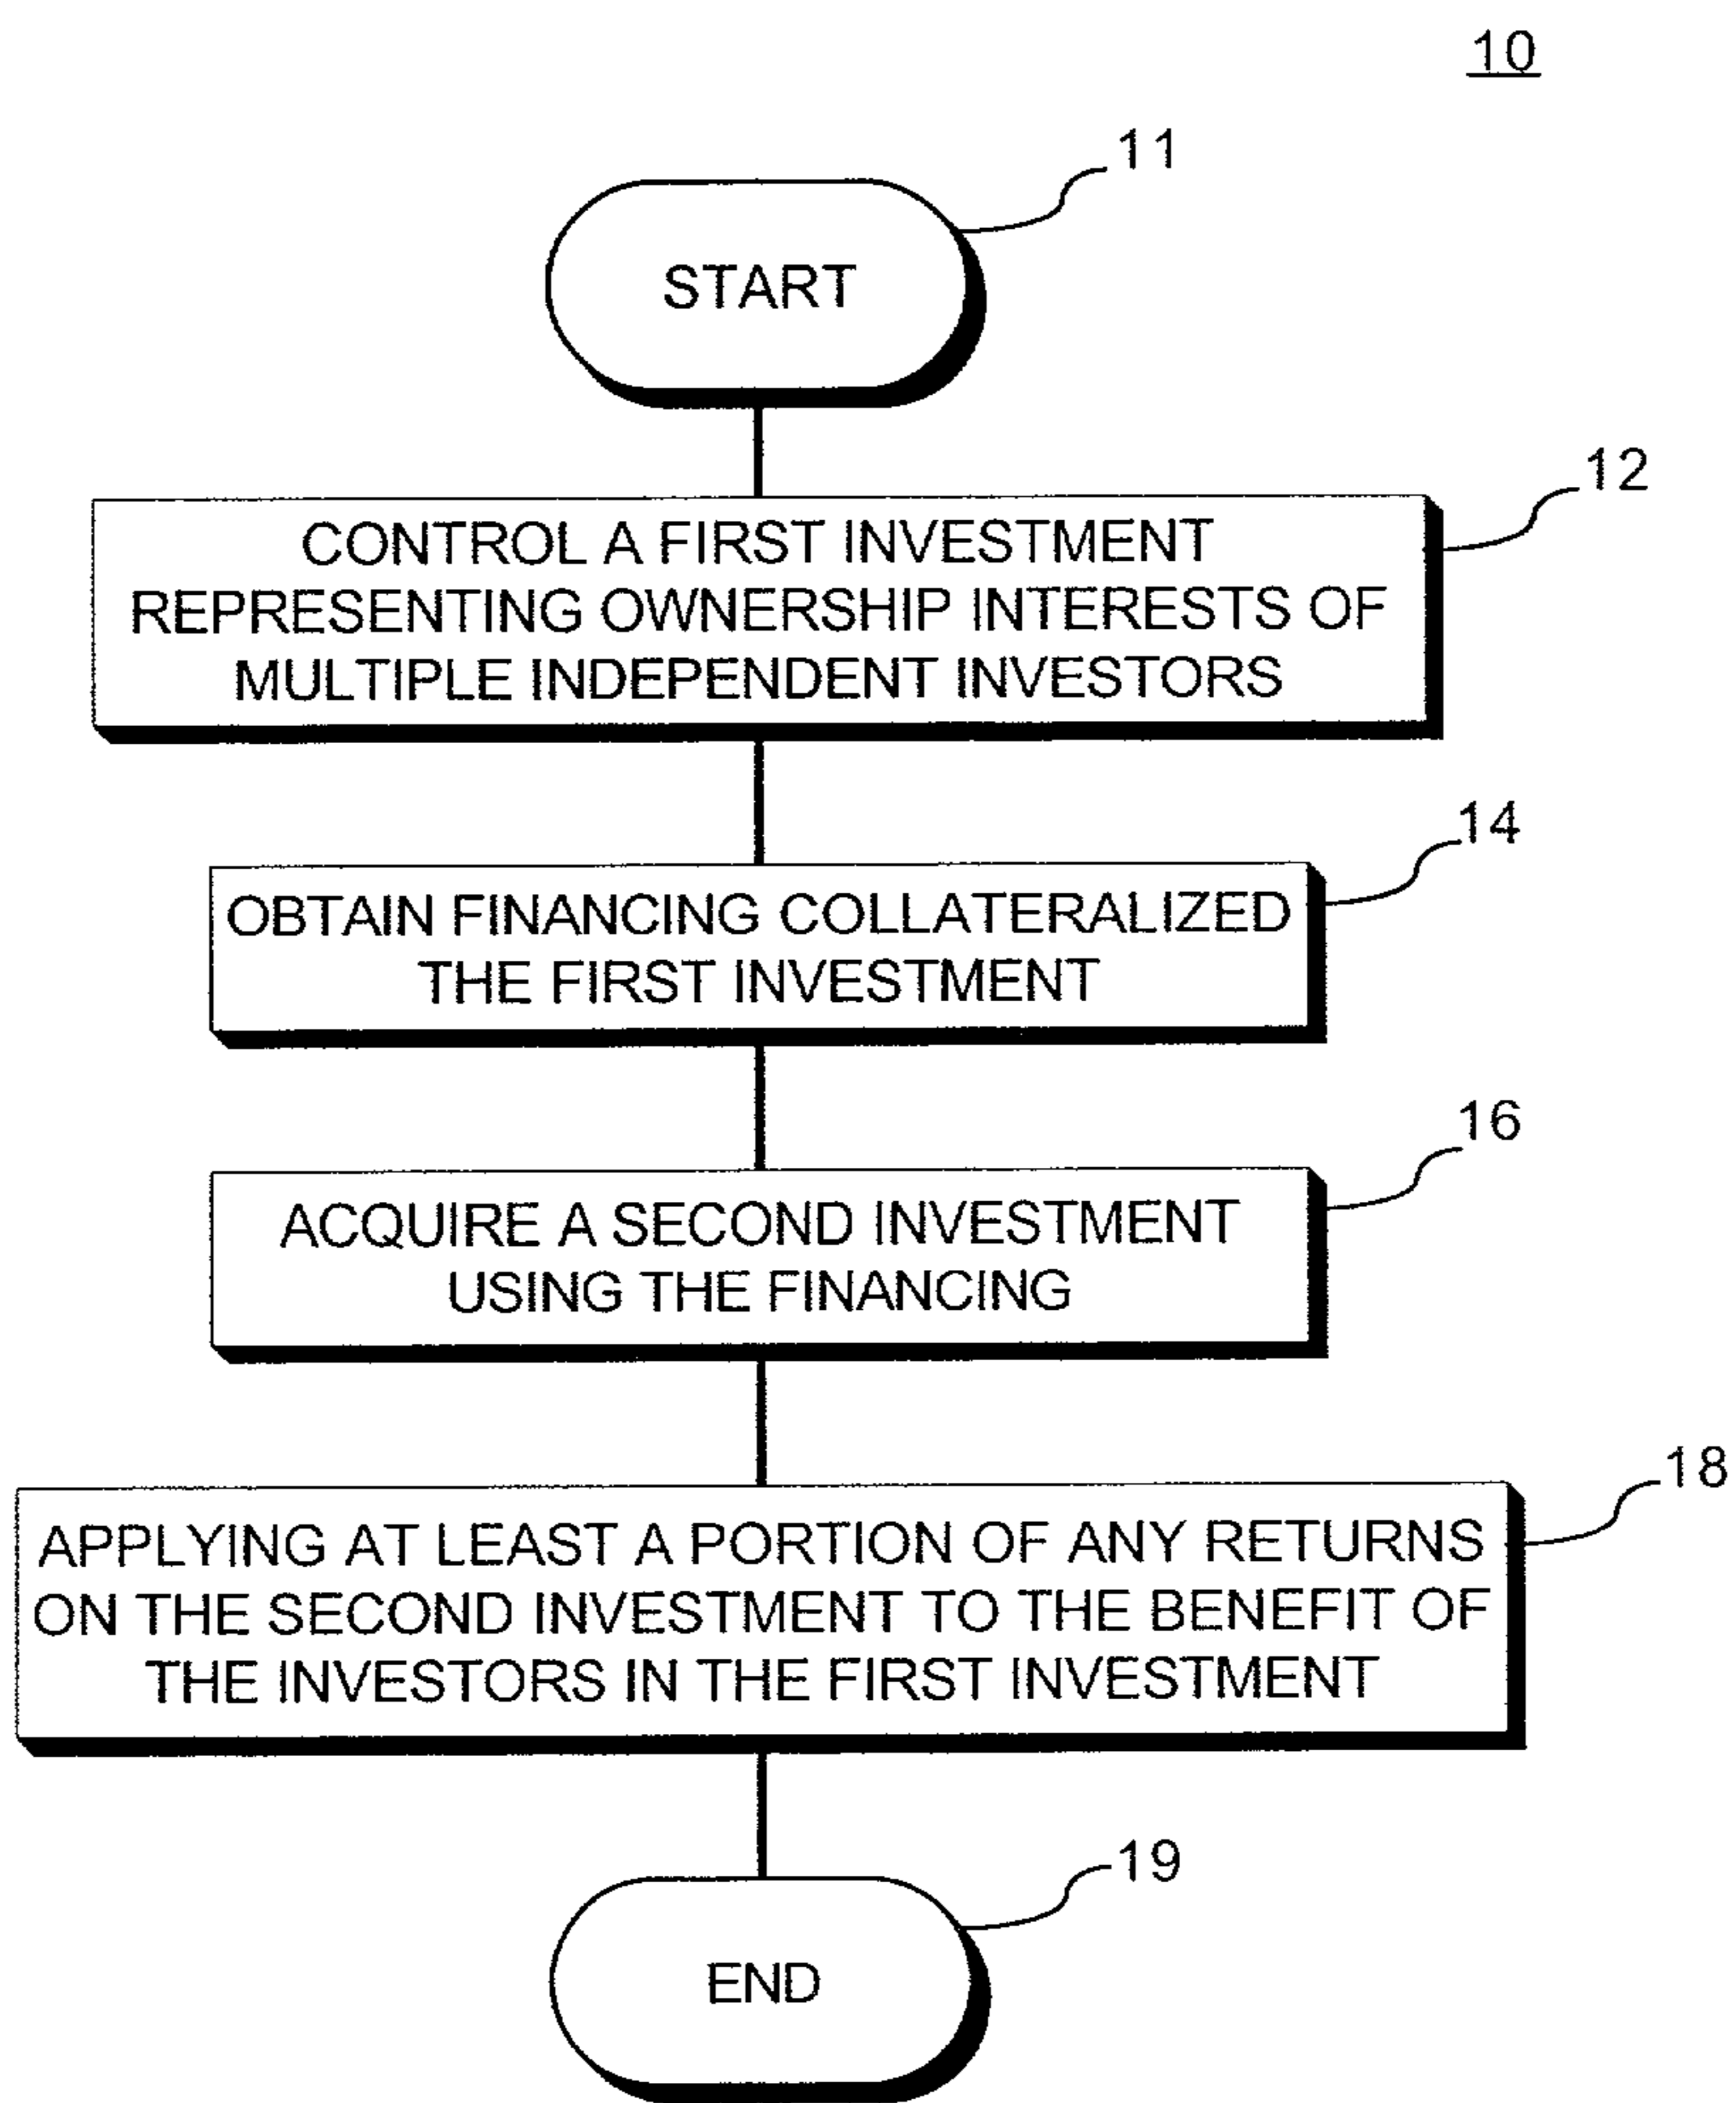 10
11
START
12
CONTROL A FIRST INVESTMENT
REPRESENTING OWNERSHIP INTERESTS OF
MULTIPLE INDEPENDENT INVESTORS
14
OBTAIN FINANCING COLLATERALIZED
THE FIRST INVESTMENT
16
ACQUIRE A SECOND INVESTMENT
USING THE FINANCING
18
APPLYING AT LEAST A PORTION OF ANY RETURNS
ON THE SECOND INVESTMENT TO THE BENEFIT OF
THE INVESTORS IN THE FIRST INVESTMENT
19
END